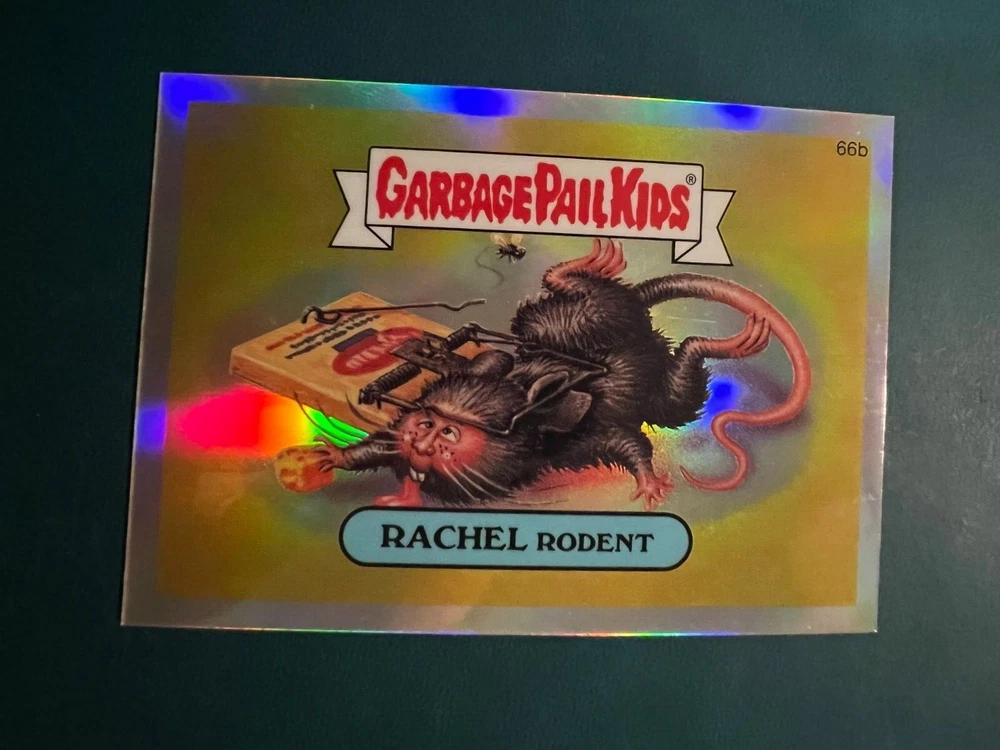 66b
GARBAGE PAIL KIDS®
RACHEL RODENT